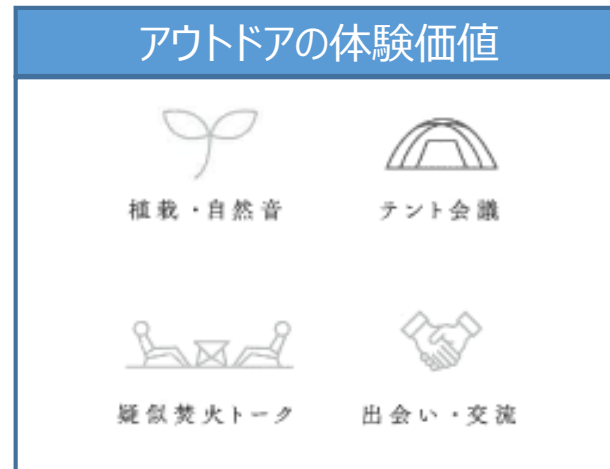 アウトドアの体験価値
植栽・自然音
テント会議
疑似焚火トーク
出会い・交流